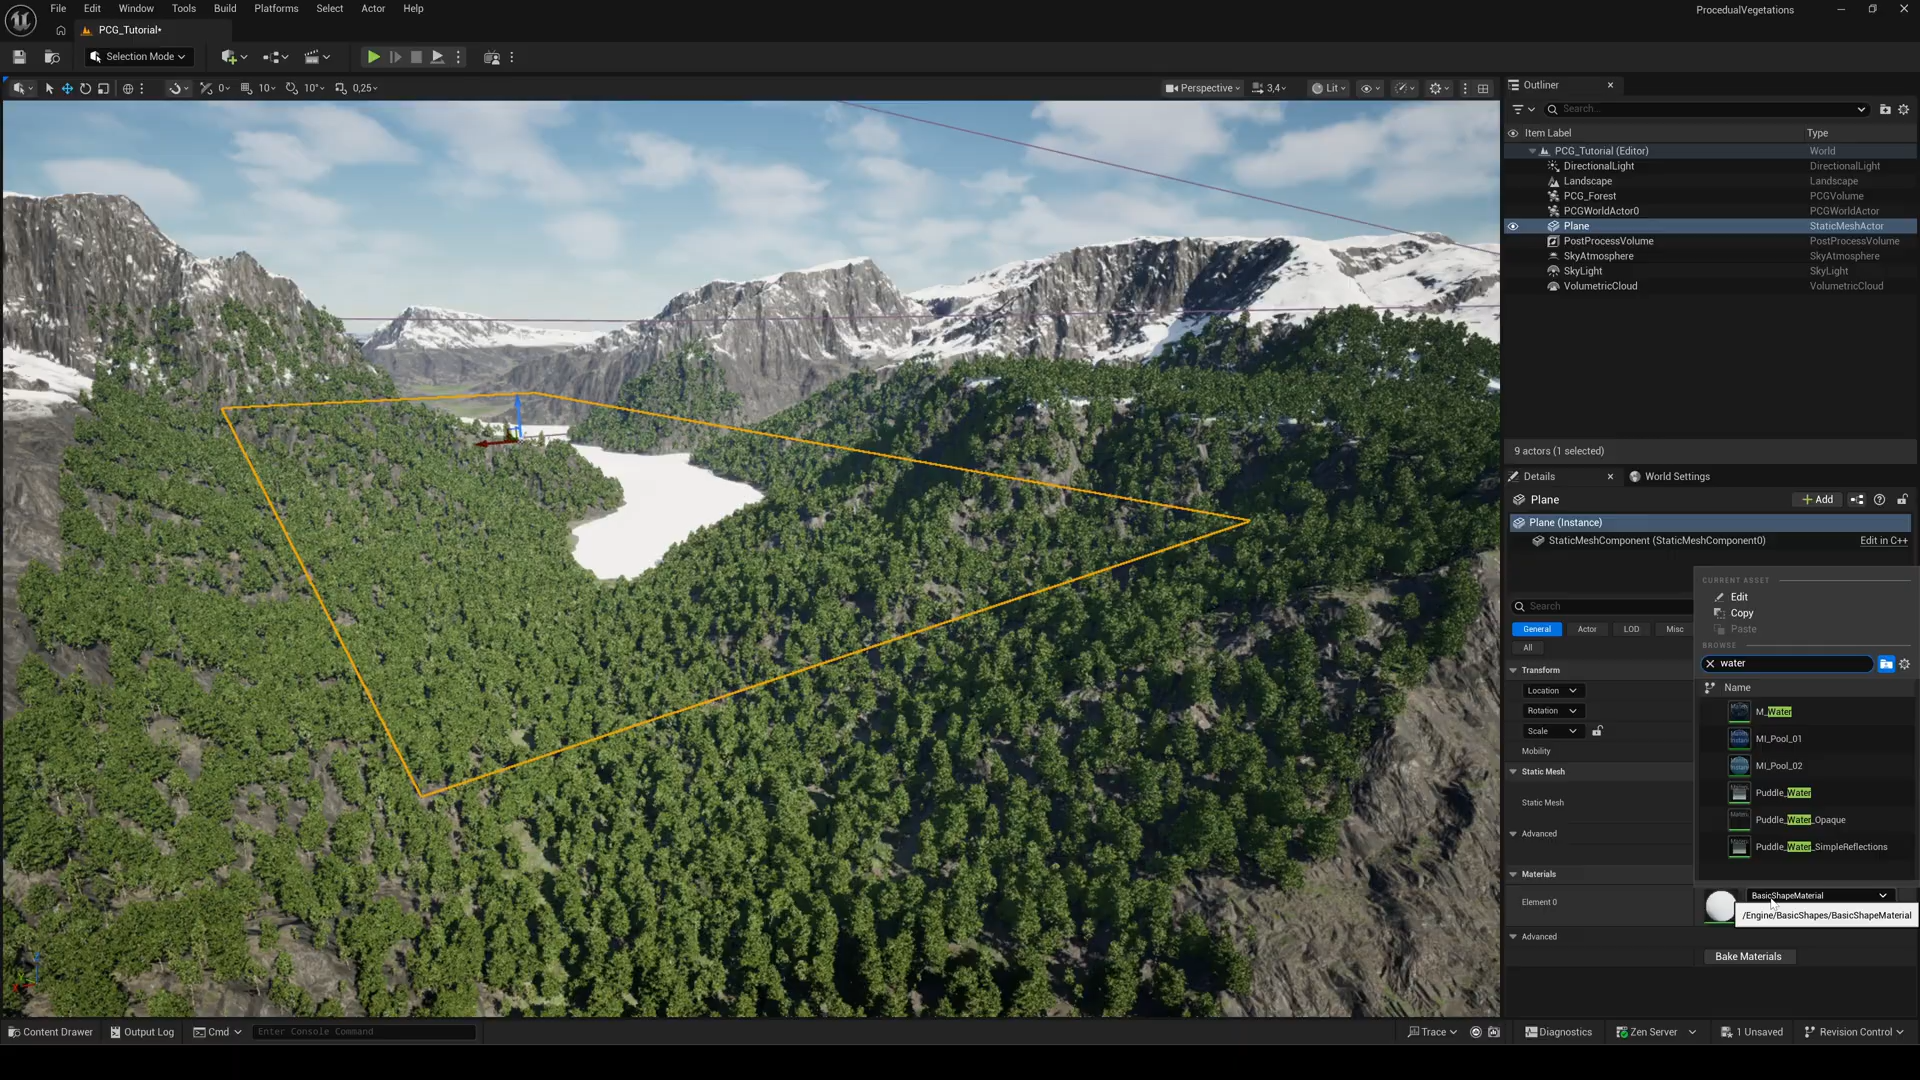 File Edit Window Tools Build Platforms Select Actor Help
ProcedualVegetations
PCG_Tutorial*
Selection Mode
0 10 10° 0,25
Perspective 3,4 Lit
Outliner
Search...
Item Label Type
PCG_Tutorial (Editor) World
DirectionalLight DirectionalLight
Landscape Landscape
PCG_Forest PCGVolume
PCGWorldActor0 PCGWorldActor
Plane StaticMeshActor
PostProcessVolume PostProcessVolume
SkyAtmosphere SkyAtmosphere
SkyLight SkyLight
VolumetricCloud VolumetricCloud
9 actors (1 selected)
Details World Settings
Plane + Add
Plane (Instance)
StaticMeshComponent (StaticMeshComponent0) Edit in C++
CURRENT ASSET
Edit
Copy
Paste
Search
General Actor LOD Misc
All
BROWSE
water
Name
M_Water
MI_Pool_01
MI_Pool_02
Puddle_Water
Puddle_Water_Opaque
Puddle_Water_SimpleReflections
Transform
Location
Rotation
Scale
Mobility
Static Mesh
Static Mesh
Advanced
Materials
Element 0
BasicShapeMaterial
/Engine/BasicShapes/BasicShapeMaterial
Advanced
Bake Materials
Content Drawer Output Log Cmd Enter Console Command
Trace Diagnostics Zen Server 1 Unsaved Revision Control